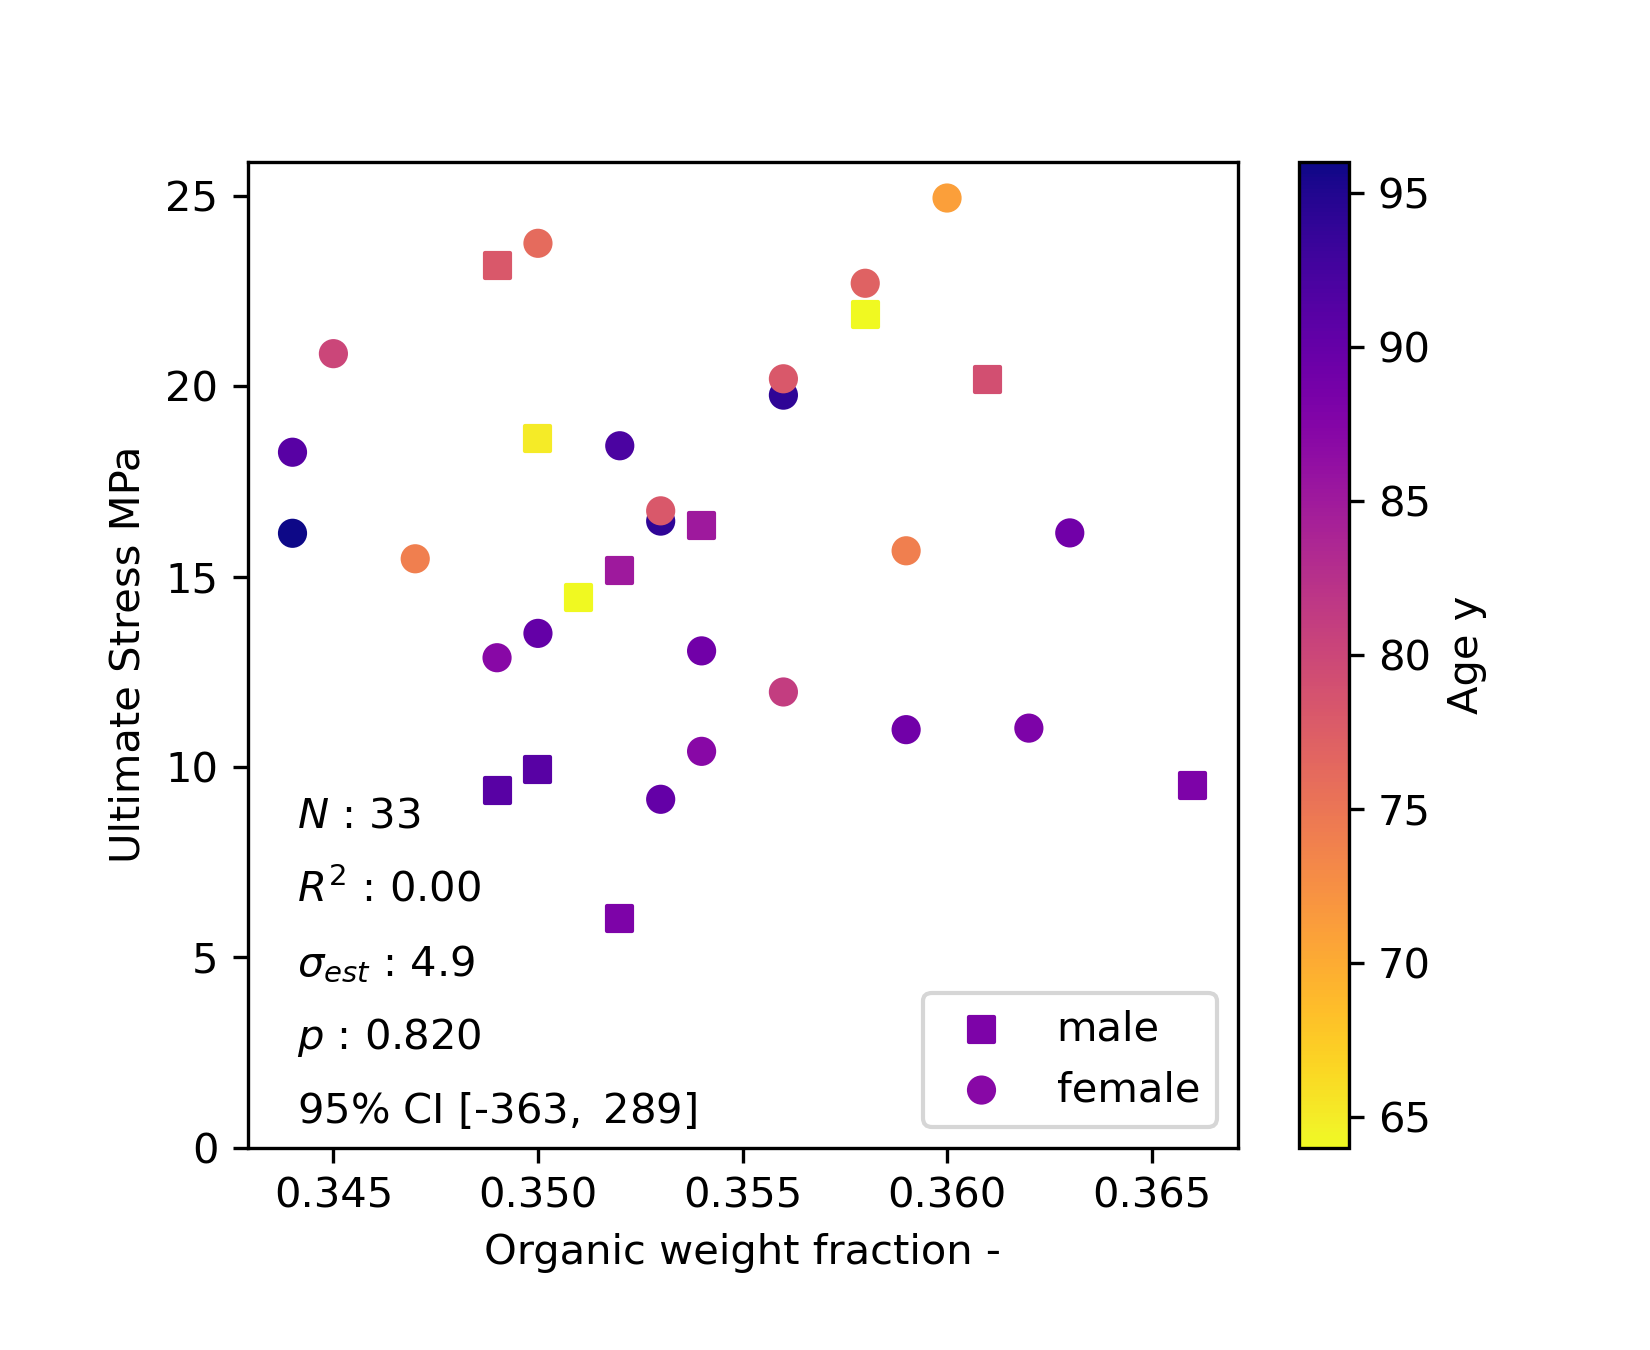 25
20
15
10
5
0
Ultimate Stress MPa
N : 33
R² : 0.00
σest : 4.9
p : 0.820
95% CI [-363, 289]
male
female
0.345 0.350 0.355 0.360 0.365
Organic weight fraction -
95
90
85
80
75
70
65
Age y